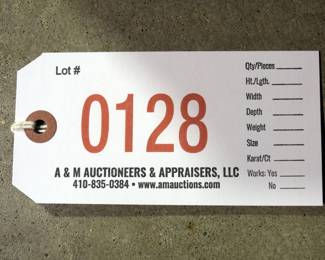 Lot #
0128
A & M AUCTIONEERS & APPRAISERS, LLC
410-835-0384 • www.amauctions.com
Qty/Pieces
Ht./Lgth.
Width
Depth
Weight
Size
Karat/Ct
Works: Yes
No